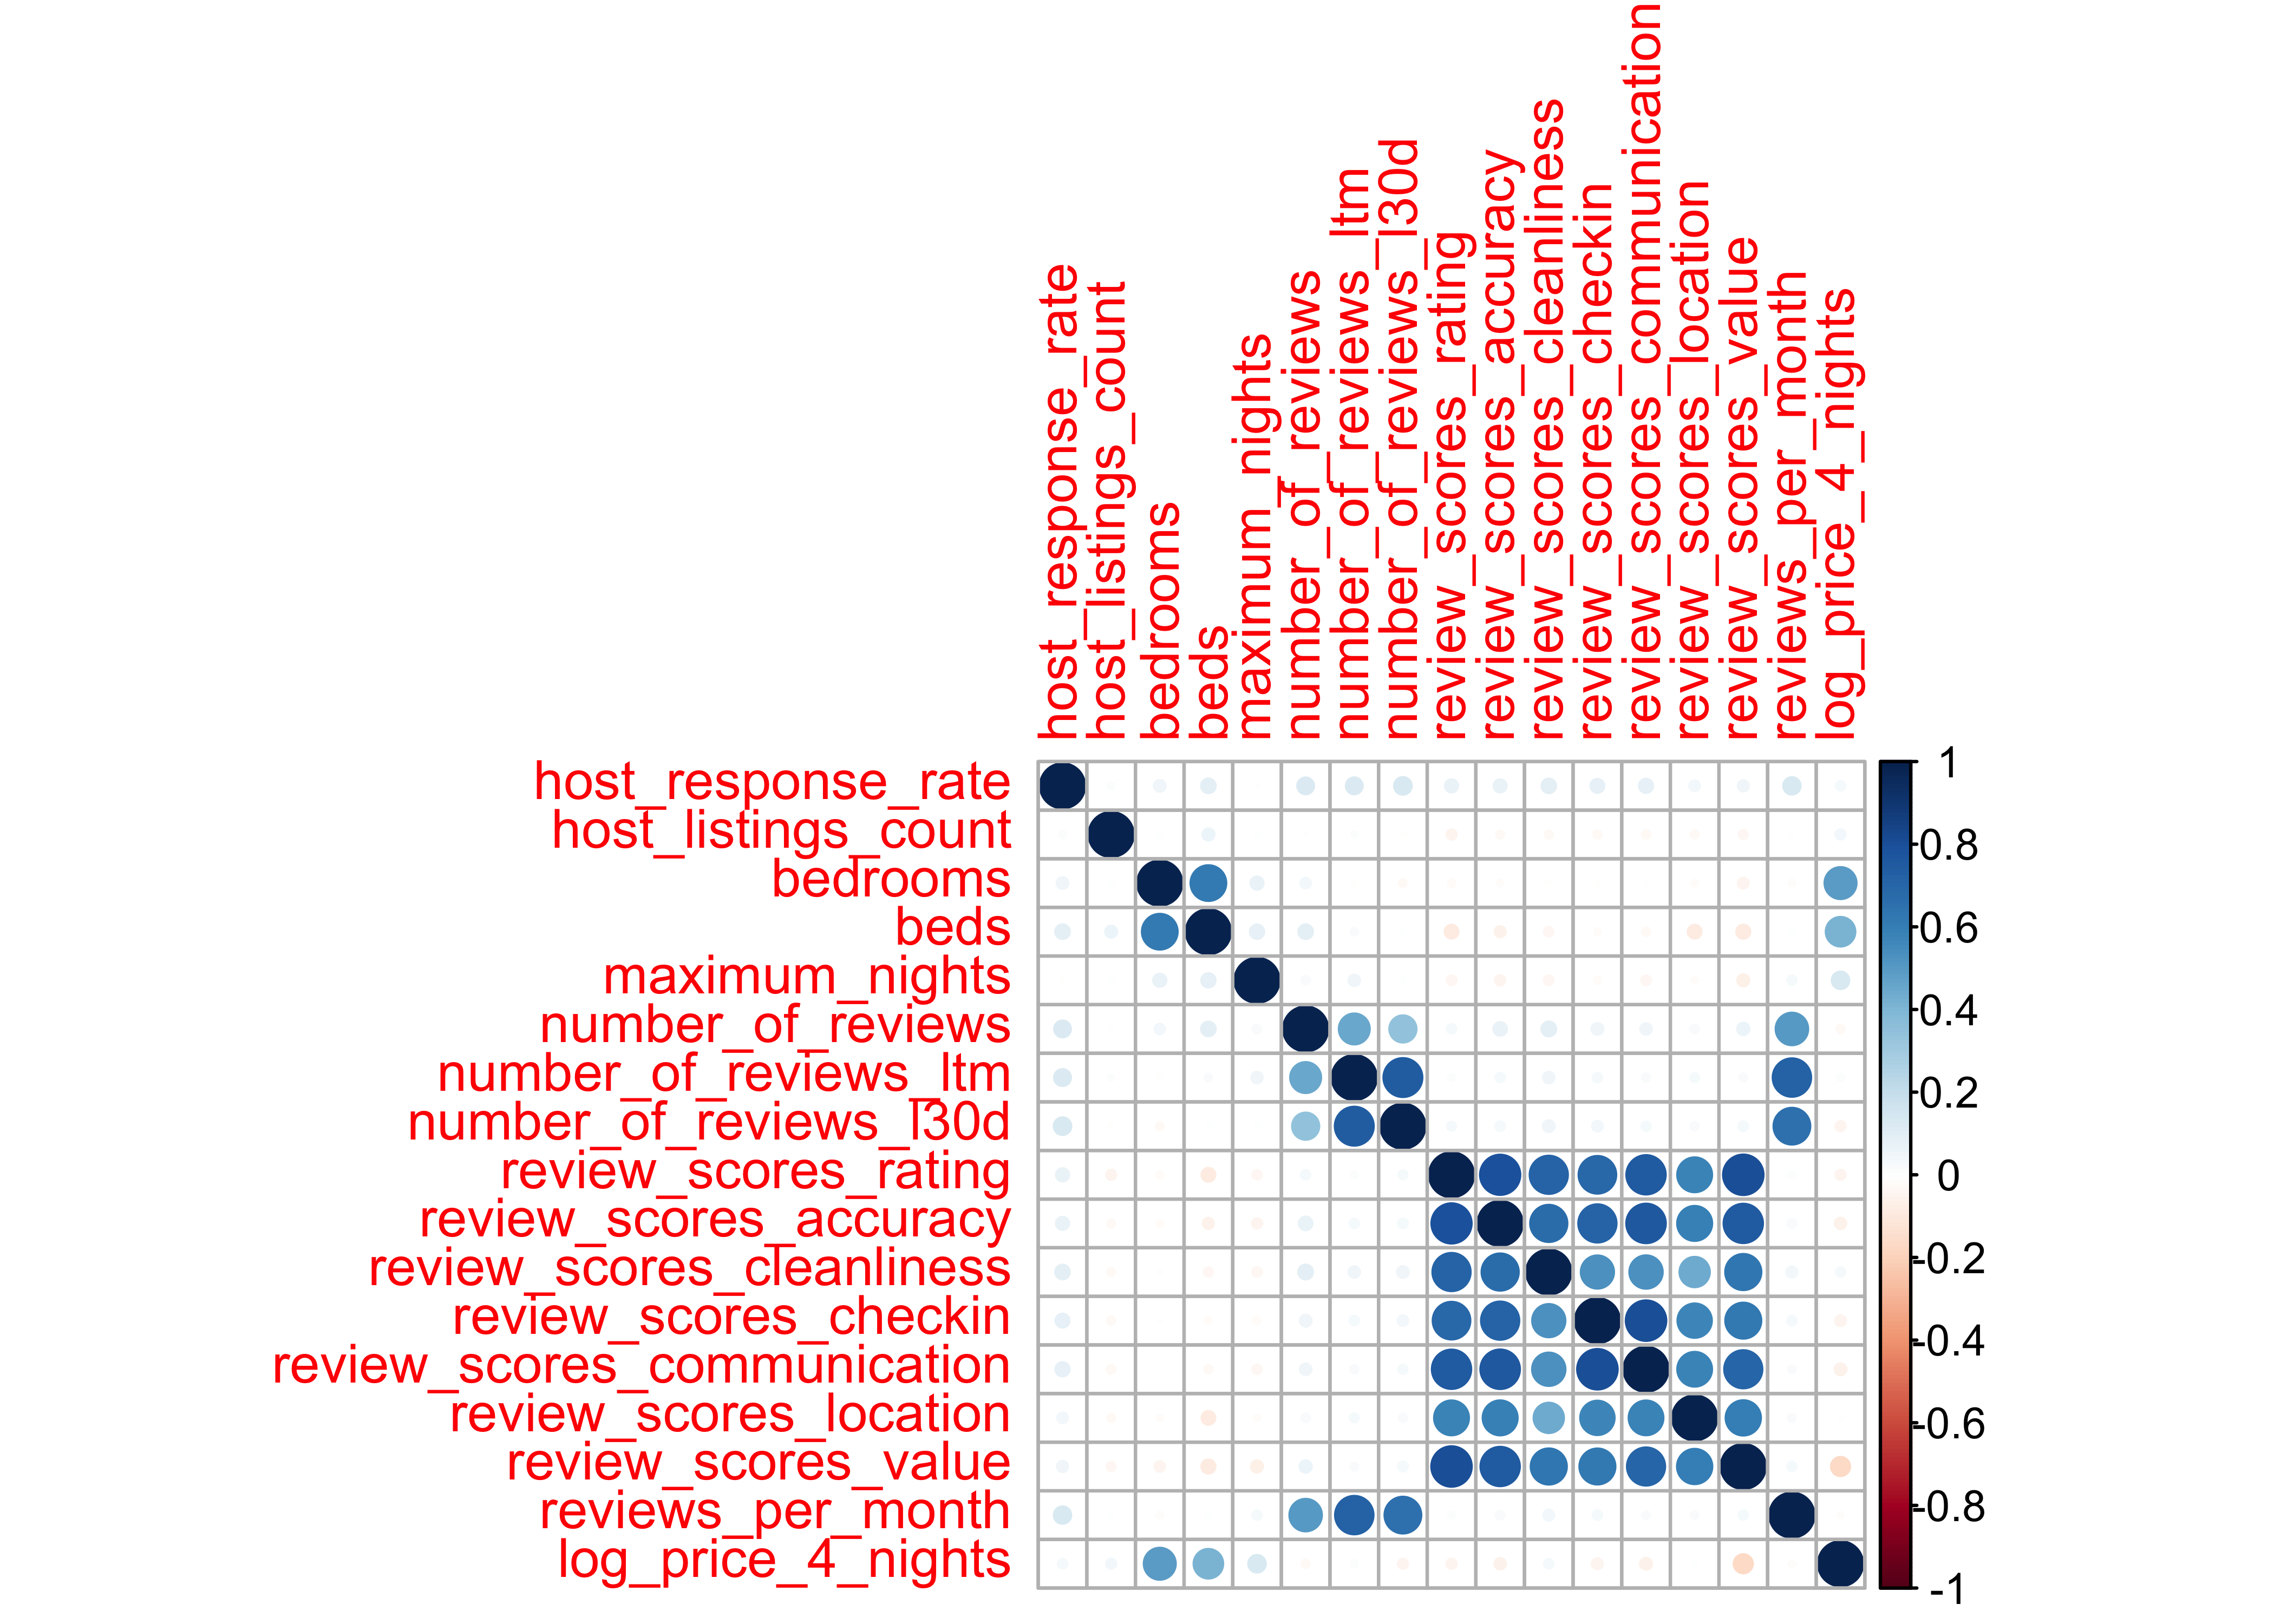 host_response_rate
host_listings_count
bedrooms
beds
maximum_nights
number_of_reviews
number_of_reviews_ltm
number_of_reviews_l30d
review_scores_rating
review_scores_accuracy
review_scores_cleanliness
review_scores_checkin
review_scores_communication
review_scores_location
review_scores_value
reviews_per_month
log_price_4_nights
host_response_rate
host_listings_count
bedrooms
beds
maximum_nights
number_of_reviews
number_of_reviews_ltm
number_of_reviews_l30d
review_scores_rating
review_scores_accuracy
review_scores_cleanliness
review_scores_checkin
review_scores_communication
review_scores_location
review_scores_value
reviews_per_month
log_price_4_nights
1
0.8
0.6
0.4
0.2
0
-0.2
-0.4
-0.6
-0.8
-1